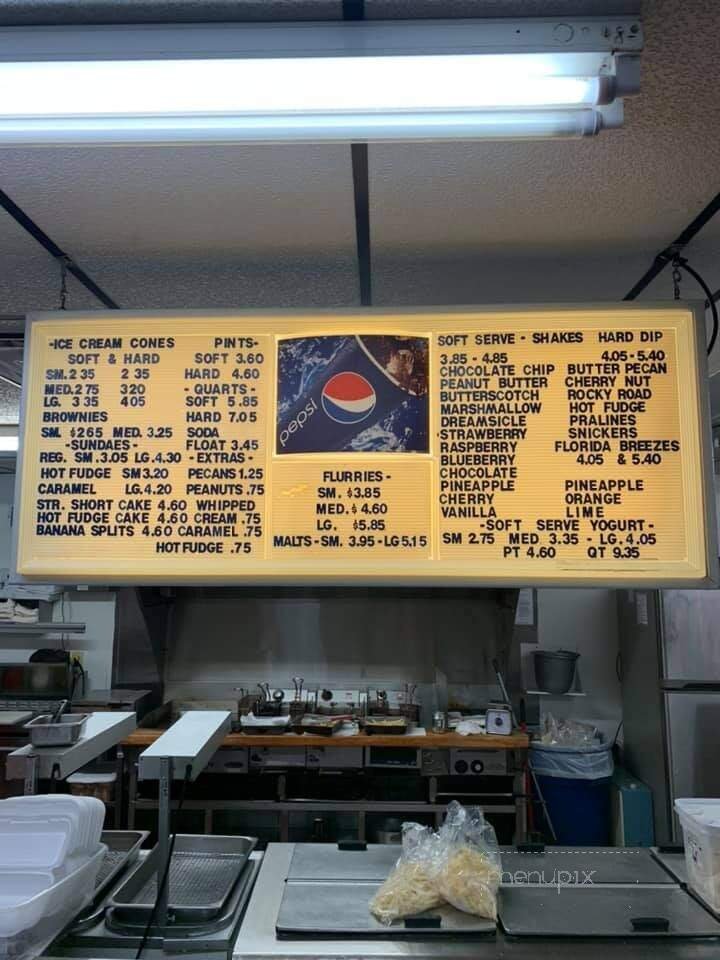 -ICE CREAM CONES PINTS-
SOFT & HARD SOFT 3.60
SM. 2 35 2 35 HARD 4.60
MED. 2 75 3 20 - QUARTS -
LG. 3 35 4 05 SOFT 5.85
BROWNIES HARD 7.05
SM. $2 65 MED. 3.25 SODA
-SUNDAES- FLOAT 3.45
REG. SM. 3.05 LG. 4.30 - EXTRAS -
HOT FUDGE SM 3.20 PECANS 1.25
CARAMEL LG. 4.20 PEANUTS .75
STR. SHORT CAKE 4.60 WHIPPED
HOT FUDGE CAKE 4.60 CREAM .75
BANANA SPLITS 4.60 CARAMEL .75
HOT FUDGE .75
pepsi
FLURRIES -
SM. $3.85
MED. $ 4.60
LG. $5.85
MALTS - SM. 3.95 - LG 5.15
SOFT SERVE - SHAKES HARD DIP
3.85 - 4.85 4.05 - 5.40
CHOCOLATE CHIP BUTTER PECAN
PEANUT BUTTER CHERRY NUT
BUTTERSCOTCH ROCKY ROAD
MARSHMALLOW HOT FUDGE
DREAMSICLE PRALINES
STRAWBERRY SNICKERS
RASPBERRY FLORIDA BREEZES
BLUEBERRY 4.05 & 5.40
CHOCOLATE
PINEAPPLE PINEAPPLE
CHERRY ORANGE
VANILLA LIME
-SOFT SERVE YOGURT-
SM 2.75 MED 3.35 - LG. 4.05
PT 4.60 QT 9.35
menupix